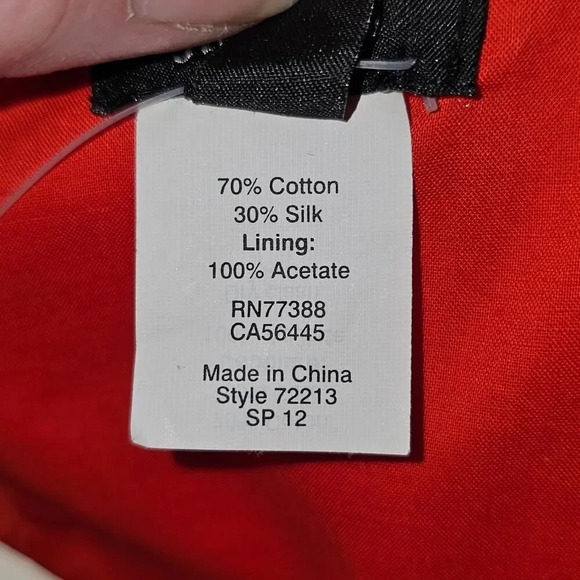 70% Cotton
30% Silk
Lining:
100% Acetate
RN77388
CA56445
Made in China
Style 72213
SP 12